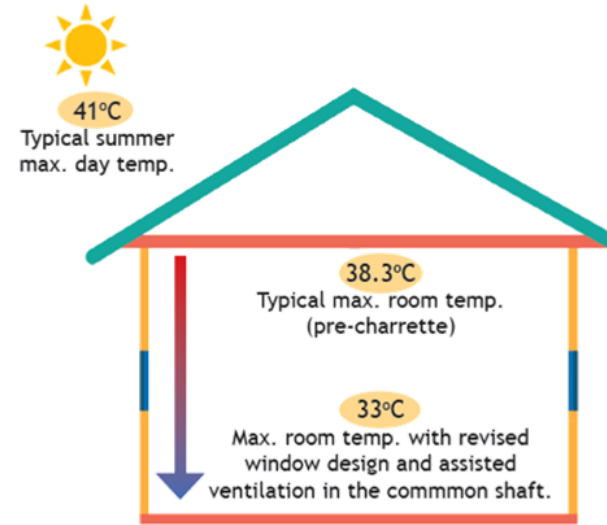 41°C
Typical summer
max. day temp.
38.3°C
Typical max. room temp.
(pre-charrette)
33°C
Max. room temp. with revised
window design and assisted
ventilation in the commmon shaft.